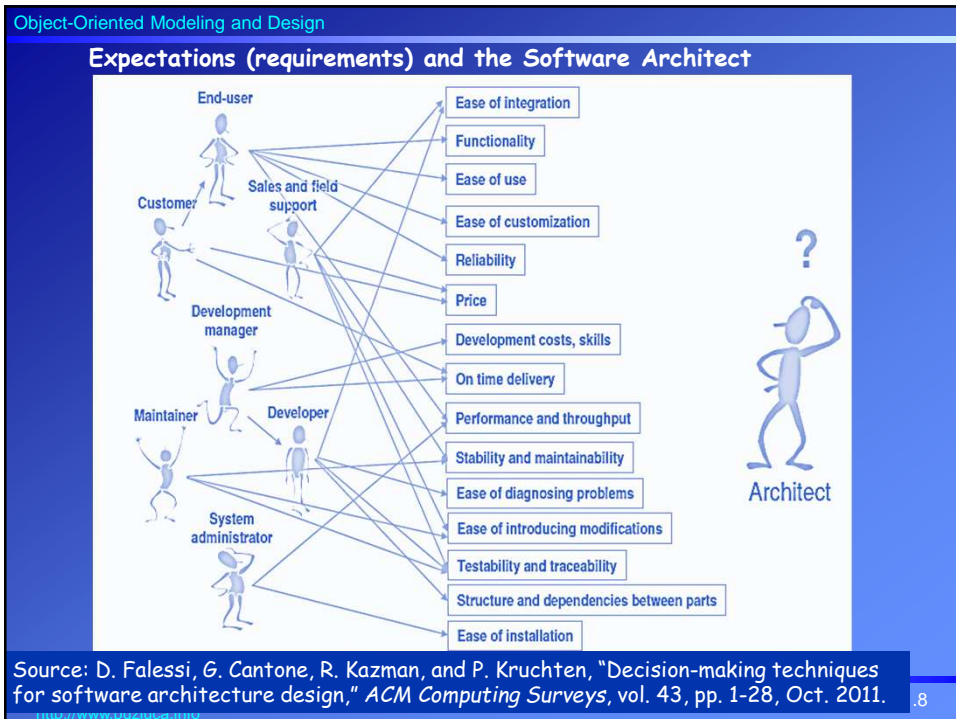 Object-Oriented Modeling and Design
Expectations (requirements) and the Software Architect
End-user
Sales and field
support
Customer
Development
manager
Maintainer
Developer
System
administrator
Ease of integration
Functionality
Ease of use
Ease of customization
Reliability
Price
Development costs, skills
On time delivery
Performance and throughput
Stability and maintainability
Ease of diagnosing problems
Ease of introducing modifications
Testability and traceability
Structure and dependencies between parts
Ease of installation
?
Architect
Source: D. Falessi, G. Cantone, R. Kazman, and P. Kruchten, “Decision-making techniques
for software architecture design,” ACM Computing Surveys, vol. 43, pp. 1-28, Oct. 2011.
.8